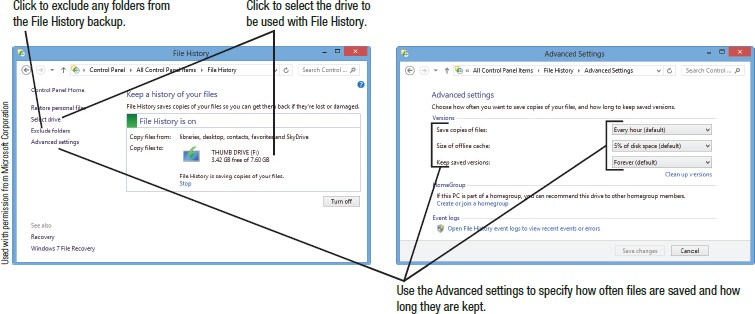 Click to exclude any folders from
the File History backup.
Click to select the drive to
be used with File History.
Used with permission from Microsoft Corporation
File History
Control Panel › All Control Panel Items › File History
Search Control ...
Control Panel Home
Restore personal files
Select drive
Exclude folders
Advanced settings
See also
Recovery
Windows 7 File Recovery
Keep a history of your files
File History saves copies of your files so you can get them back if they're lost or damaged.
File History is on
Copy files from: libraries, desktop, contacts, favorites and SkyDrive
Copy files to: THUMB DRIVE (F:)
3.42 GB free of 7.60 GB
File History is saving copies of your files.
Stop
Turn off
Advanced Settings
« All Control Panel Items › File History › Advanced Settings
Search Control ...
Advanced settings
Choose how often you want to save copies of your files, and how long to keep saved versions.
Versions
Save copies of files: Every hour (default)
Size of offline cache: 5% of disk space (default)
Keep saved versions: Forever (default)
Clean up versions
HomeGroup
If this PC is part of a homegroup, you can recommend this drive to other homegroup members.
Create or join a homegroup
Event logs
Open File History event logs to view recent events or errors
Save changes Cancel
Use the Advanced settings to specify how often files are saved and how
long they are kept.